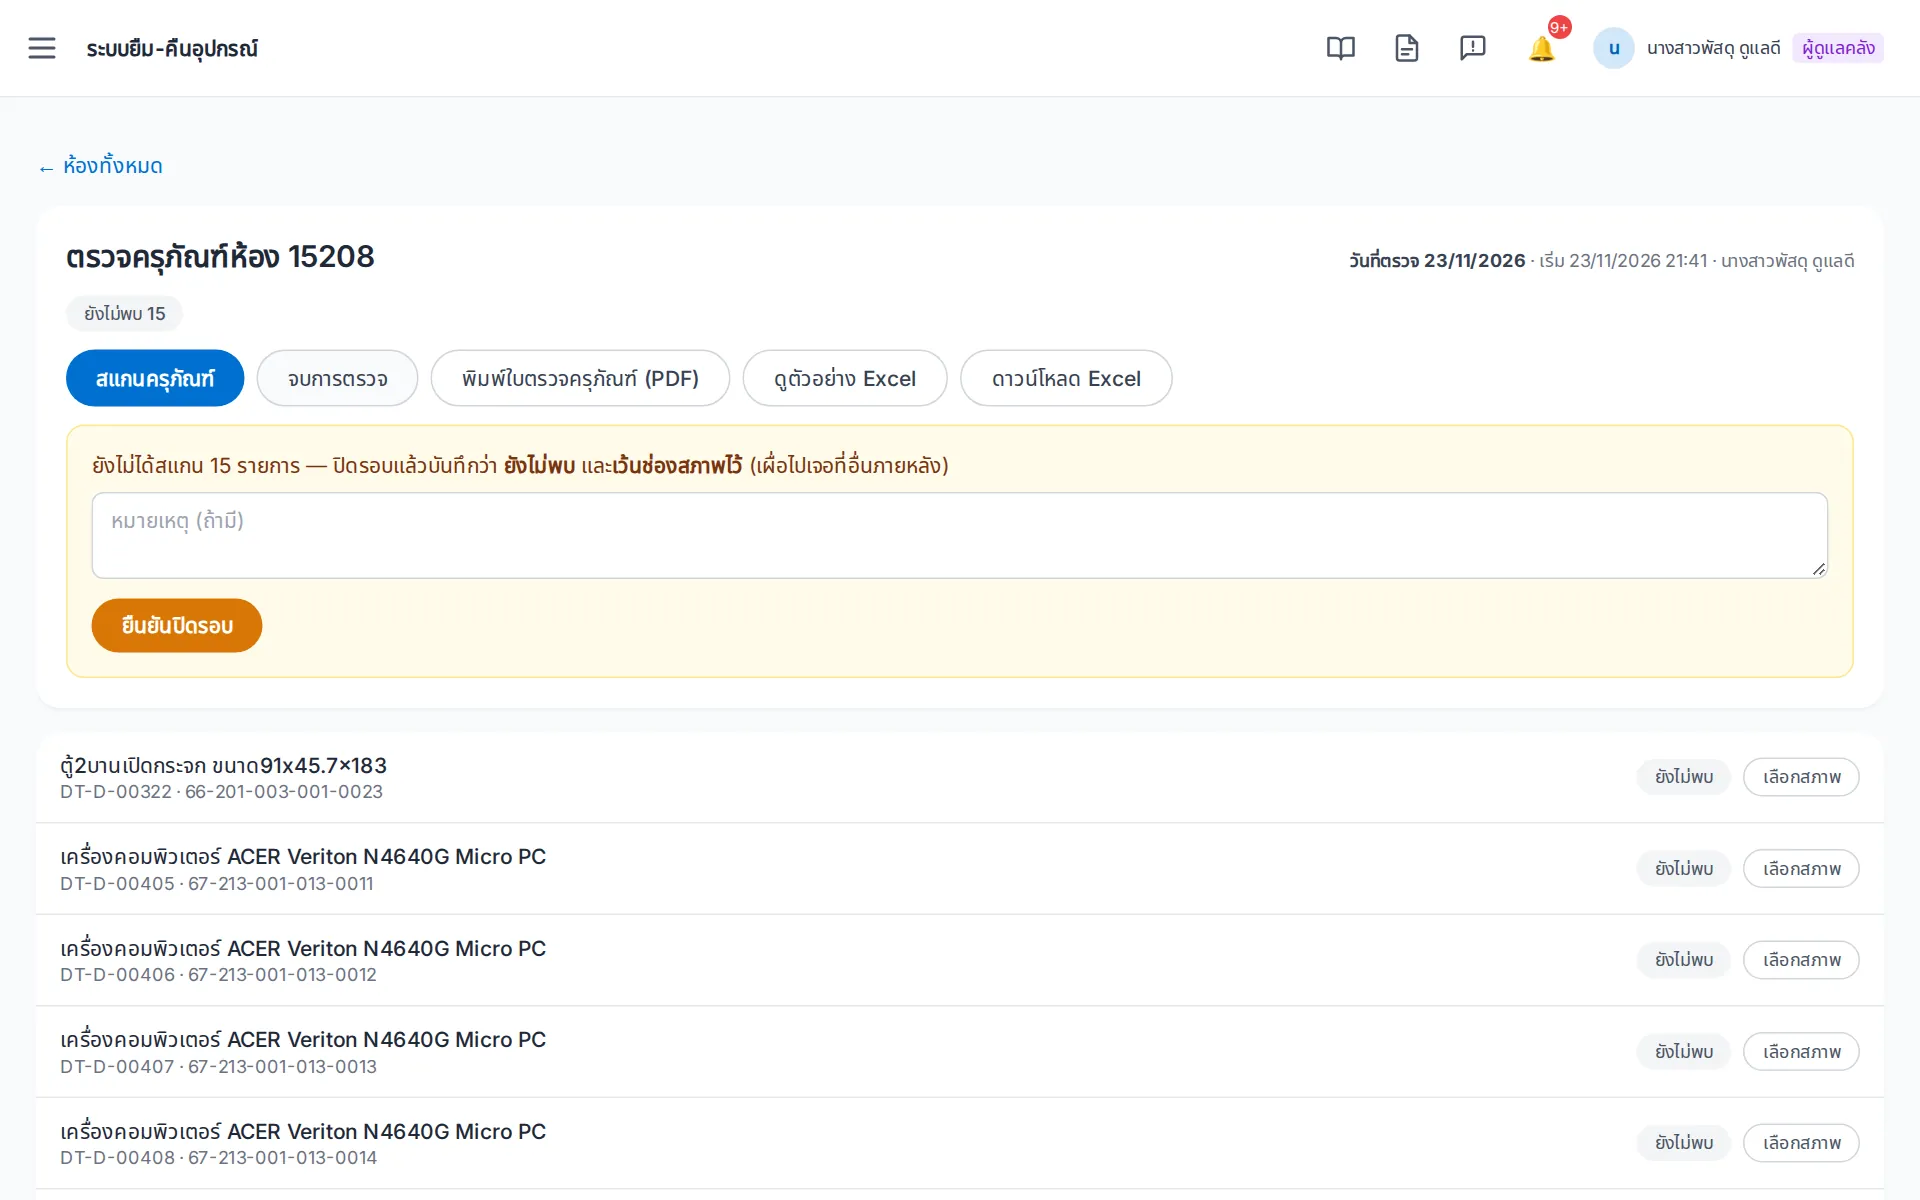 ระบบยืม-คืนอุปกรณ์
9+
น
นางสาวพัสดุ ดูแลดี
ผู้ดูแลคลัง
← ห้องทั้งหมด
ตรวจครุภัณฑ์ห้อง 15208
วันที่ตรวจ 23/11/2026 · เริ่ม 23/11/2026 21:41 · นางสาวพัสดุ ดูแลดี
ยังไม่พบ 15
สแกนครุภัณฑ์
จบการตรวจ
พิมพ์ใบตรวจครุภัณฑ์ (PDF)
ดูตัวอย่าง Excel
ดาวน์โหลด Excel
ยังไม่ได้สแกน 15 รายการ — ปิดรอบแล้วบันทึกว่า ยังไม่พบ และเว้นช่องสภาพไว้ (เผื่อไปเจอที่อื่นภายหลัง)
หมายเหตุ (ถ้ามี)
ยืนยันปิดรอบ
ตู้2บานเปิดกระจก ขนาด91x45.7×183
DT-D-00322 · 66-201-003-001-0023
ยังไม่พบ
เลือกสภาพ
เครื่องคอมพิวเตอร์ ACER Veriton N4640G Micro PC
DT-D-00405 · 67-213-001-013-0011
ยังไม่พบ
เลือกสภาพ
เครื่องคอมพิวเตอร์ ACER Veriton N4640G Micro PC
DT-D-00406 · 67-213-001-013-0012
ยังไม่พบ
เลือกสภาพ
เครื่องคอมพิวเตอร์ ACER Veriton N4640G Micro PC
DT-D-00407 · 67-213-001-013-0013
ยังไม่พบ
เลือกสภาพ
เครื่องคอมพิวเตอร์ ACER Veriton N4640G Micro PC
DT-D-00408 · 67-213-001-013-0014
ยังไม่พบ
เลือกสภาพ